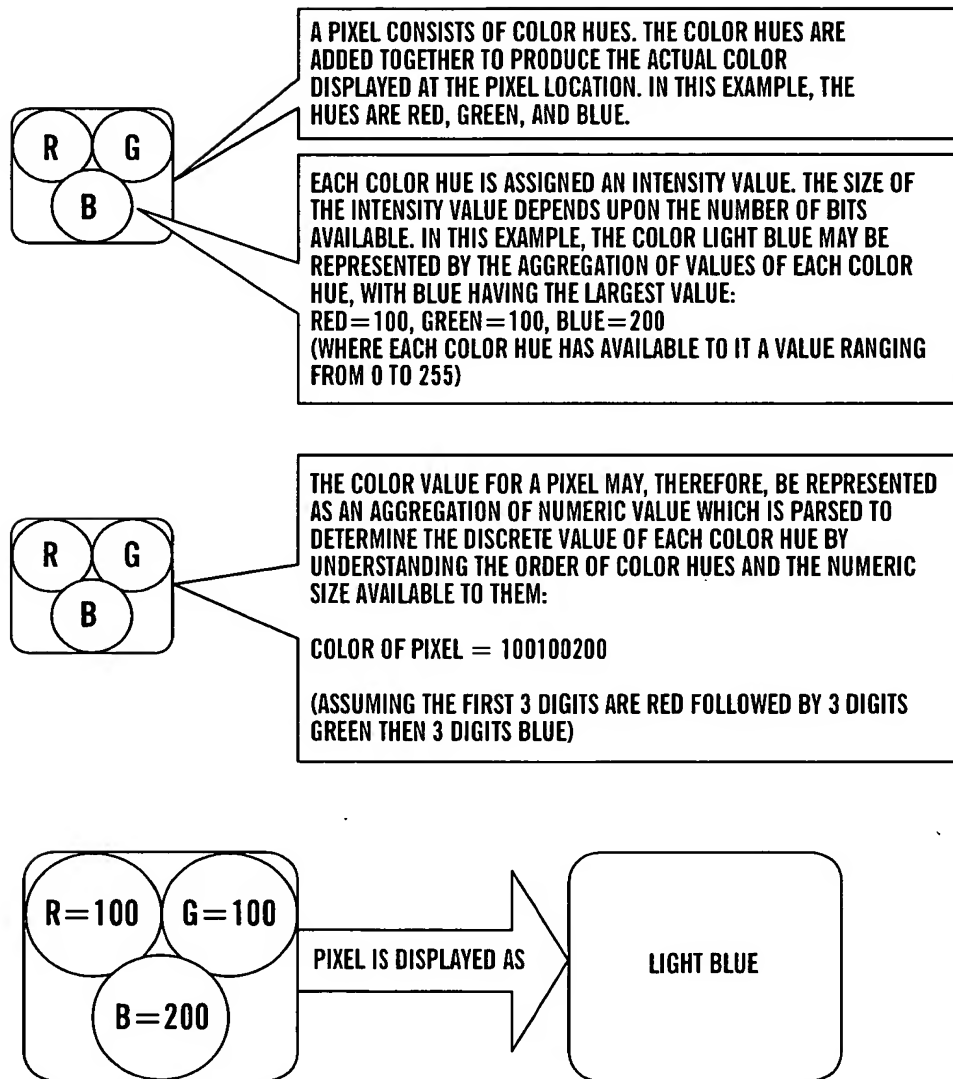 A PIXEL CONSISTS OF COLOR HUES. THE COLOR HUES ARE
ADDED TOGETHER TO PRODUCE THE ACTUAL COLOR
DISPLAYED AT THE PIXEL LOCATION. IN THIS EXAMPLE, THE
HUES ARE RED, GREEN, AND BLUE.
R G
B
EACH COLOR HUE IS ASSIGNED AN INTENSITY VALUE. THE SIZE OF
THE INTENSITY VALUE DEPENDS UPON THE NUMBER OF BITS
AVAILABLE. IN THIS EXAMPLE, THE COLOR LIGHT BLUE MAY BE
REPRESENTED BY THE AGGREGATION OF VALUES OF EACH COLOR
HUE, WITH BLUE HAVING THE LARGEST VALUE:
RED=100, GREEN=100, BLUE=200
(WHERE EACH COLOR HUE HAS AVAILABLE TO IT A VALUE RANGING
FROM 0 TO 255)
R G
B
THE COLOR VALUE FOR A PIXEL MAY, THEREFORE, BE REPRESENTED
AS AN AGGREGATION OF NUMERIC VALUE WHICH IS PARSED TO
DETERMINE THE DISCRETE VALUE OF EACH COLOR HUE BY
UNDERSTANDING THE ORDER OF COLOR HUES AND THE NUMERIC
SIZE AVAILABLE TO THEM:
COLOR OF PIXEL = 100100200
(ASSUMING THE FIRST 3 DIGITS ARE RED FOLLOWED BY 3 DIGITS
GREEN THEN 3 DIGITS BLUE)
R=100 G=100
B=200
PIXEL IS DISPLAYED AS
LIGHT BLUE